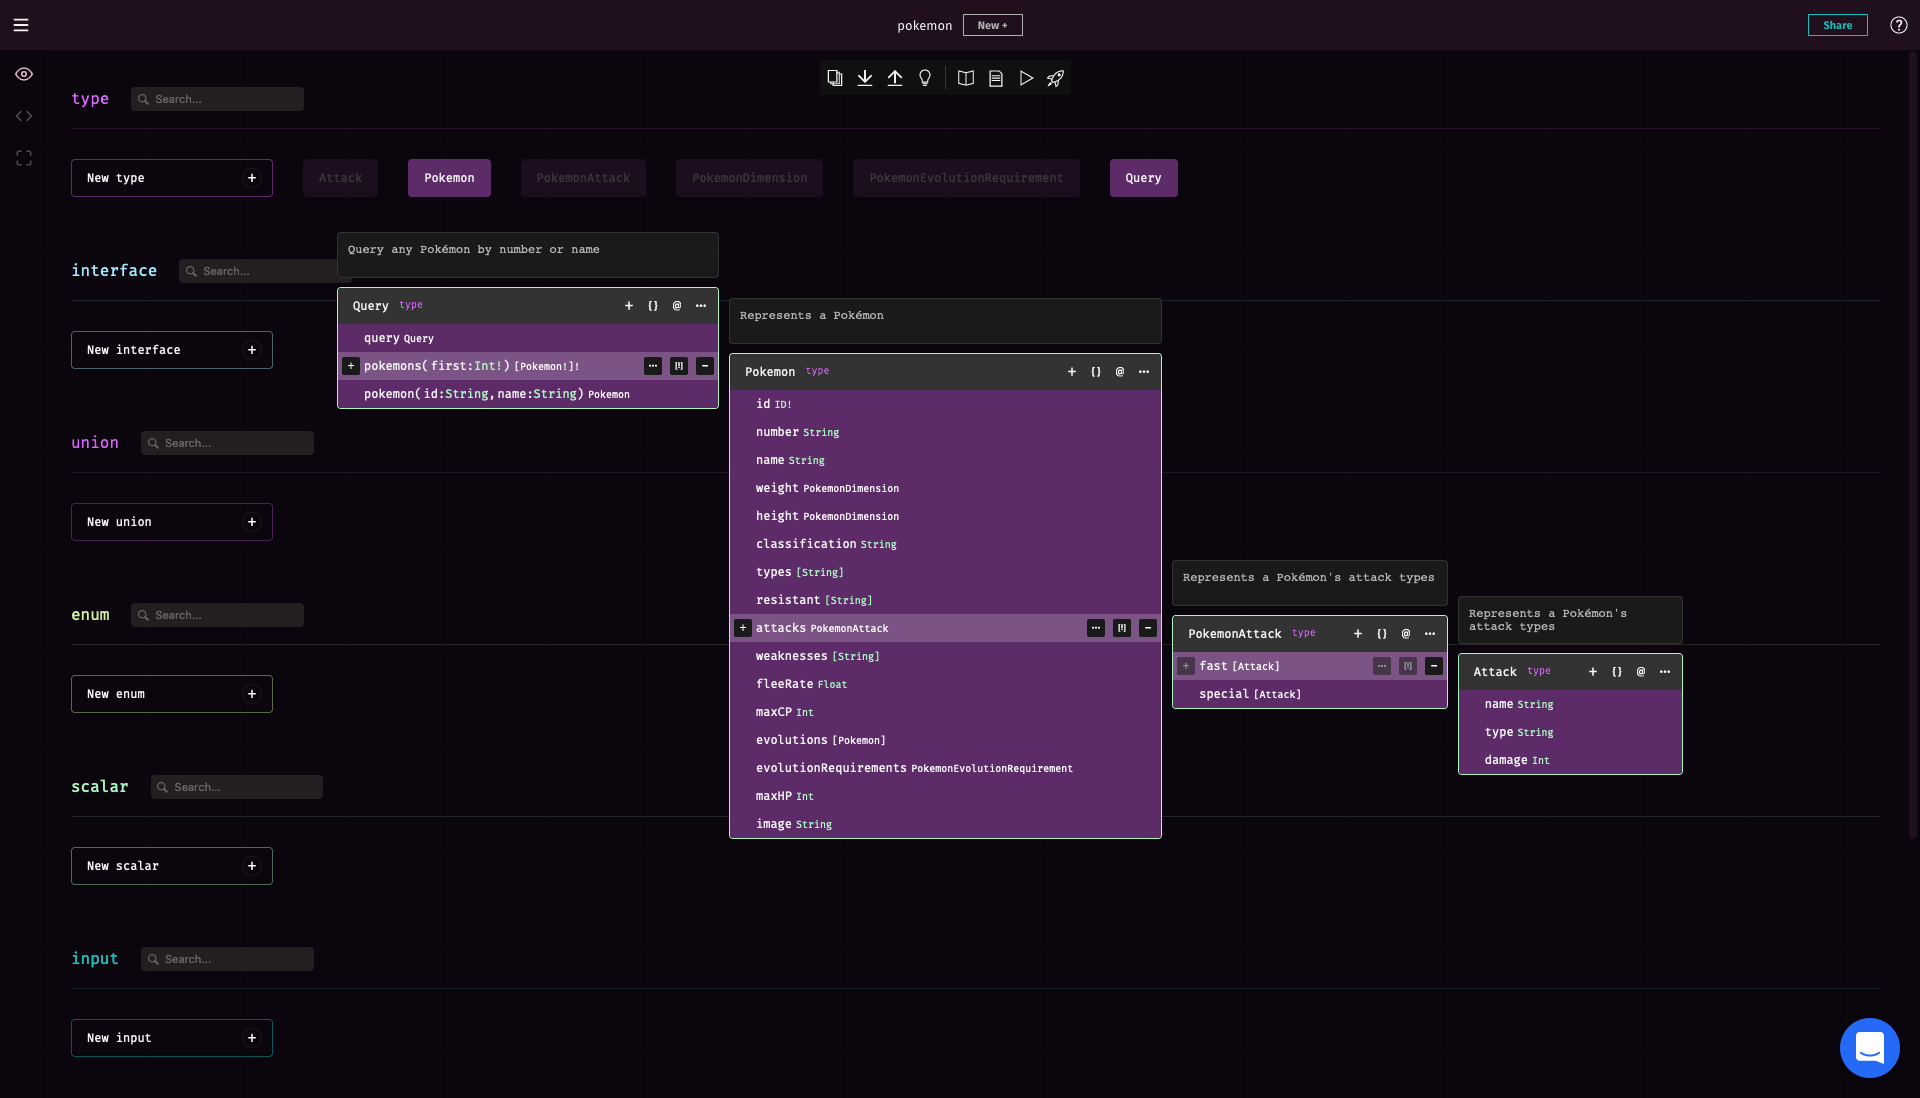 pokemon
New +
Share
type
Search...
New type
Attack
Pokemon
PokemonAttack
PokemonDimension
PokemonEvolutionRequirement
Query
interface
Search...
New interface
union
Search...
New union
enum
Search...
New enum
scalar
Search...
New scalar
input
Search...
New input
Query any Pokémon by number or name
Query type + {} @ ...
query Query
+ pokemons( first:Int! ) [Pokemon!]! ... [!] -
pokemon( id:String, name:String ) Pokemon
Represents a Pokémon
Pokemon type + {} @ ...
id ID!
number String
name String
weight PokemonDimension
height PokemonDimension
classification String
types [String]
resistant [String]
+ attacks PokemonAttack ... [!] -
weaknesses [String]
fleeRate Float
maxCP Int
evolutions [Pokemon]
evolutionRequirements PokemonEvolutionRequirement
maxHP Int
image String
Represents a Pokémon's attack types
PokemonAttack type + {} @ ...
+ fast [Attack] ... [!] -
special [Attack]
Represents a Pokémon's
attack types
Attack type + {} @ ...
name String
type String
damage Int